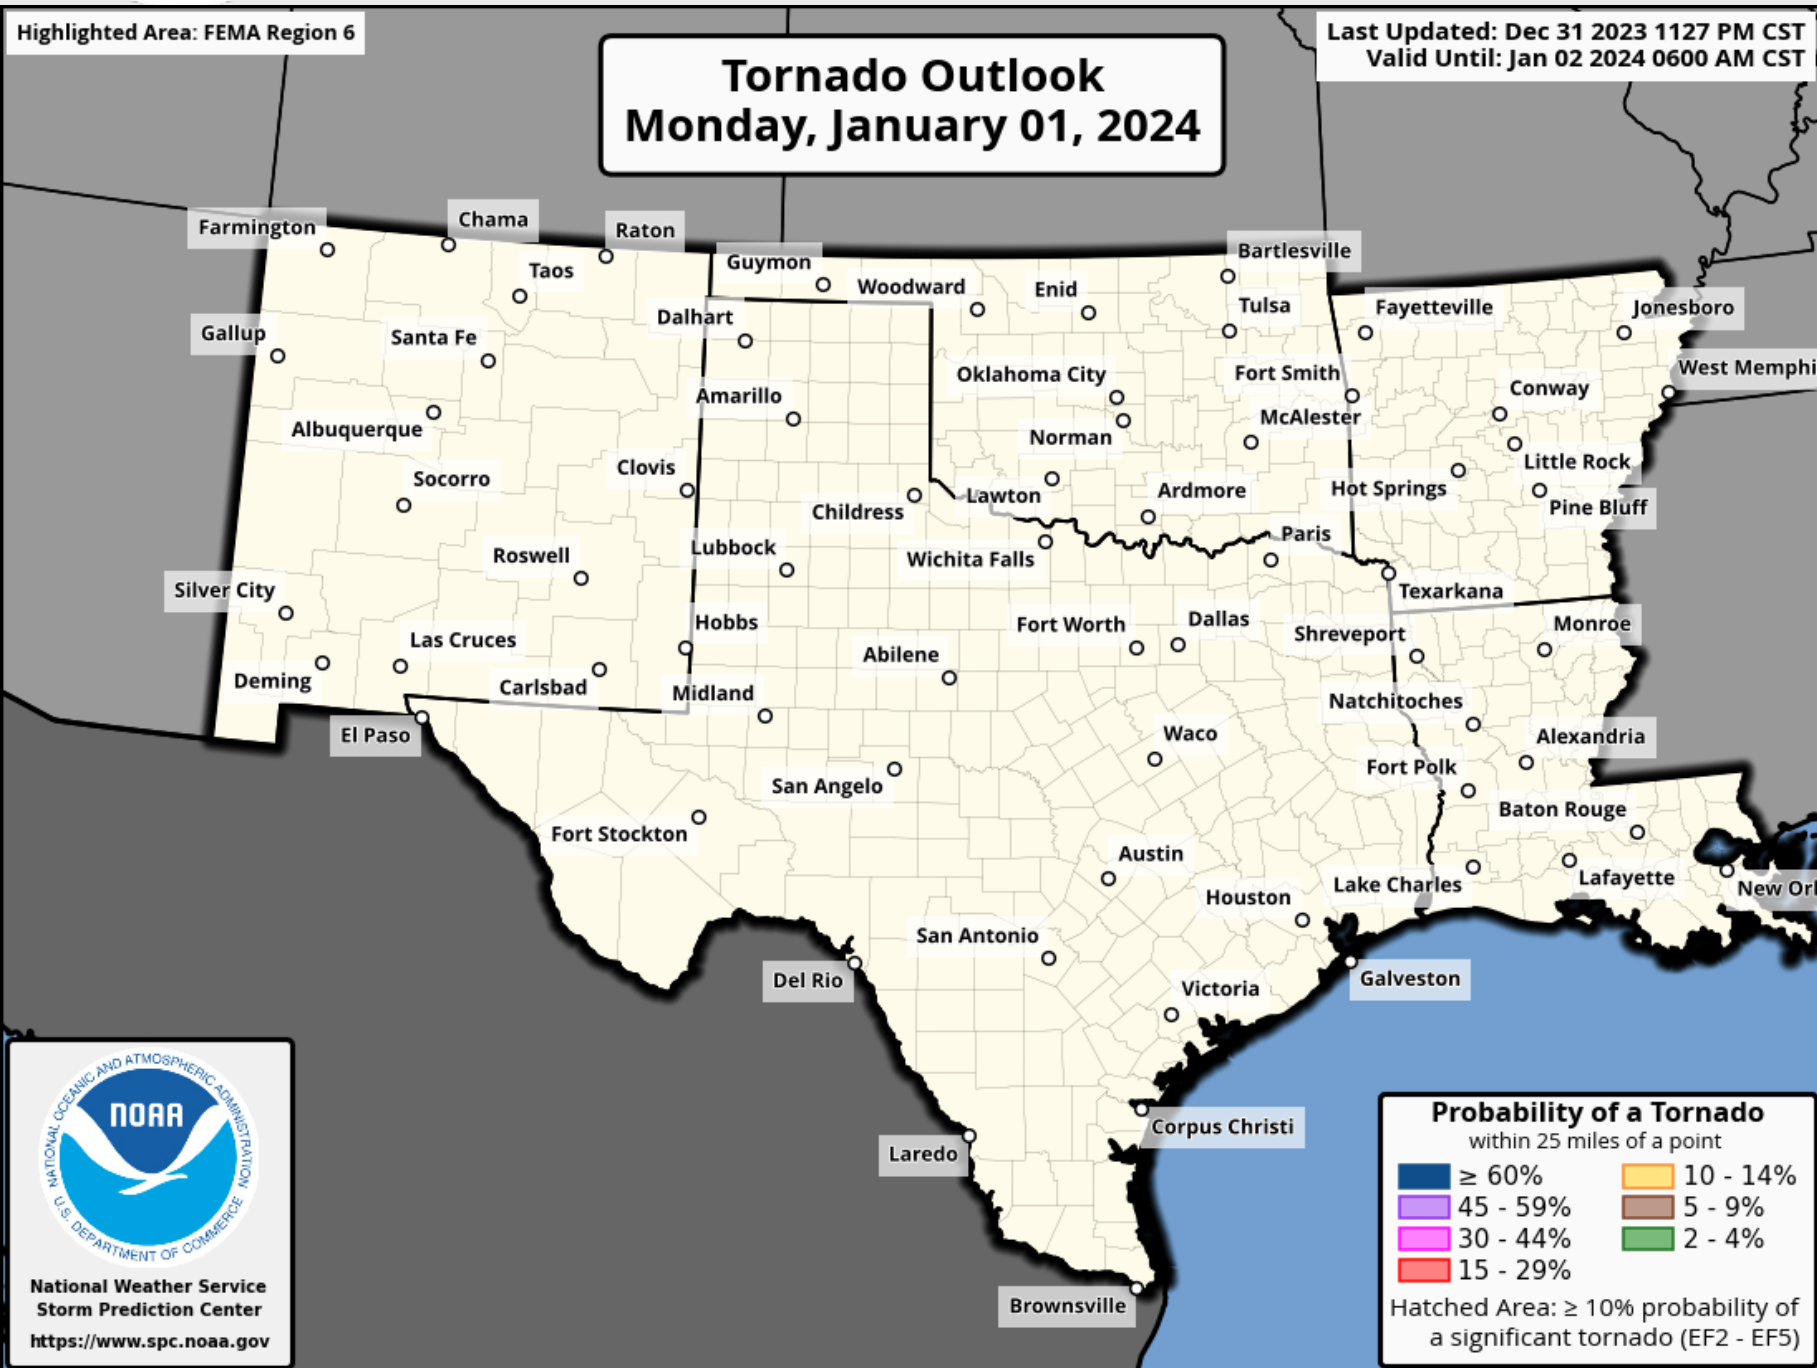 Highlighted Area: FEMA Region 6
Last Updated: Dec 31 2023 1127 PM CST
Valid Until: Jan 02 2024 0600 AM CST
Tornado Outlook
Monday, January 01, 2024
Farmington
Chama
Raton
Taos
Guymon
Woodward
Enid
Bartlesville
Tulsa
Fayetteville
Jonesboro
Gallup
Santa Fe
Dalhart
Oklahoma City
Fort Smith
West Memphi
Amarillo
Conway
Albuquerque
Norman
McAlester
Socorro
Clovis
Childress
Lawton
Ardmore
Hot Springs
Little Rock
Pine Bluff
Roswell
Lubbock
Wichita Falls
Paris
Silver City
Texarkana
Las Cruces
Hobbs
Fort Worth
Dallas
Shreveport
Monroe
Deming
Carlsbad
Midland
Abilene
Natchitoches
El Paso
Waco
Alexandria
San Angelo
Fort Polk
Fort Stockton
Baton Rouge
Austin
Houston
Lake Charles
Lafayette
New Orl
San Antonio
Del Rio
Victoria
Galveston
Corpus Christi
Laredo
Brownsville
NATIONAL OCEANIC AND ATMOSPHERIC ADMINISTRATION
NOAA
U.S. DEPARTMENT OF COMMERCE
National Weather Service
Storm Prediction Center
https://www.spc.noaa.gov
Probability of a Tornado
within 25 miles of a point
≥ 60% 10 - 14%
45 - 59% 5 - 9%
30 - 44% 2 - 4%
15 - 29%
Hatched Area: ≥ 10% probability of
a significant tornado (EF2 - EF5)